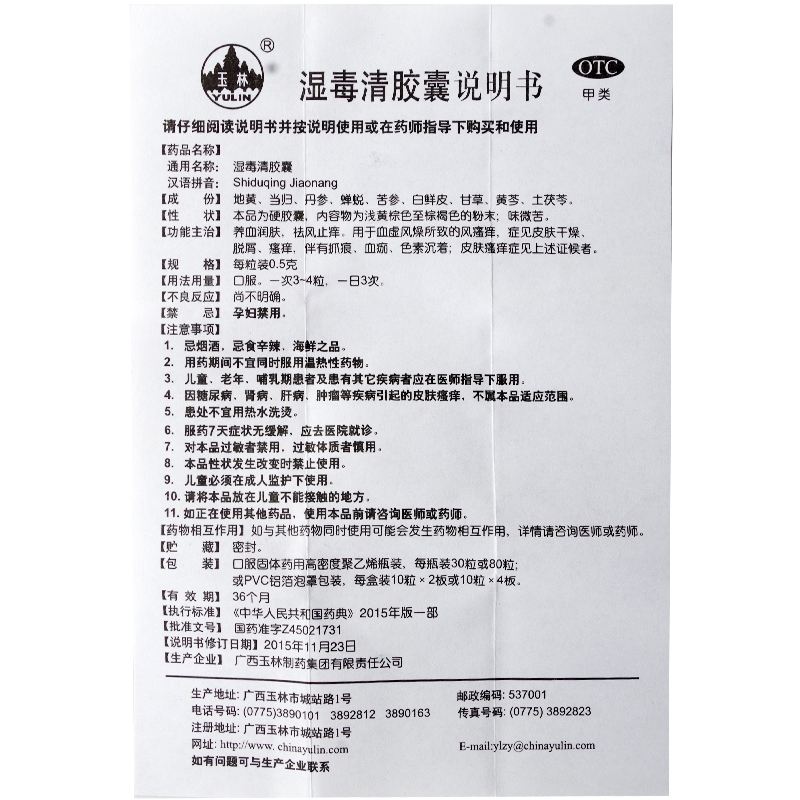 玉林
YULIN
®
湿毒清胶囊说明书
OTC
甲类
请仔细阅读说明书并按说明使用或在药师指导下购买和使用
【药品名称】
通用名称：湿毒清胶囊
汉语拼音：Shiduqing Jiaonang
【成　份】地黄、当归、丹参、蝉蜕、苦参、白鲜皮、甘草、黄芩、土茯苓。
【性　状】本品为硬胶囊，内容物为浅黄棕色至棕褐色的粉末；味微苦。
【功能主治】养血润肤，祛风止痒。用于血虚风燥所致的风瘙痒，症见皮肤干燥、
脱屑、瘙痒，伴有抓痕、血痂、色素沉着；皮肤瘙痒症见上述证候者。
【规　格】每粒装0.5克
【用法用量】口服。一次3~4粒，一日3次。
【不良反应】尚不明确。
【禁　忌】孕妇禁用。
【注意事项】
1. 忌烟酒，忌食辛辣、海鲜之品。
2. 用药期间不宜同时服用温热性药物。
3. 儿童、老年、哺乳期患者及患有其它疾病者应在医师指导下服用。
4. 因糖尿病、肾病、肝病、肿瘤等疾病引起的皮肤瘙痒，不属本品适应范围。
5. 患处不宜用热水洗烫。
6. 服药7天症状无缓解，应去医院就诊。
7. 对本品过敏者禁用，过敏体质者慎用。
8. 本品性状发生改变时禁止使用。
9. 儿童必须在成人监护下使用。
10. 请将本品放在儿童不能接触的地方。
11. 如正在使用其他药品，使用本品前请咨询医师或药师。
【药物相互作用】如与其他药物同时使用可能会发生药物相互作用，详情请咨询医师或药师。
【贮　藏】密封。
【包　装】口服固体药用高密度聚乙烯瓶装，每瓶装30粒或80粒；
或PVC铝箔泡罩包装，每盒装10粒×2板或10粒×4板。
【有 效 期】36个月
【执行标准】《中华人民共和国药典》2015年版一部
【批准文号】国药准字Z45021731
【说明书修订日期】2015年11月23日
【生产企业】广西玉林制药集团有限责任公司
生产地址：广西玉林市城站路1号　邮政编码：537001
电话号码：(0775)3890101 3892812 3890163　传真号码：(0775) 3892823
注册地址：广西玉林市城站路1号
网址：http://www.chinayulin.com　E-mail:ylzy@chinayulin.com
如有问题可与生产企业联系